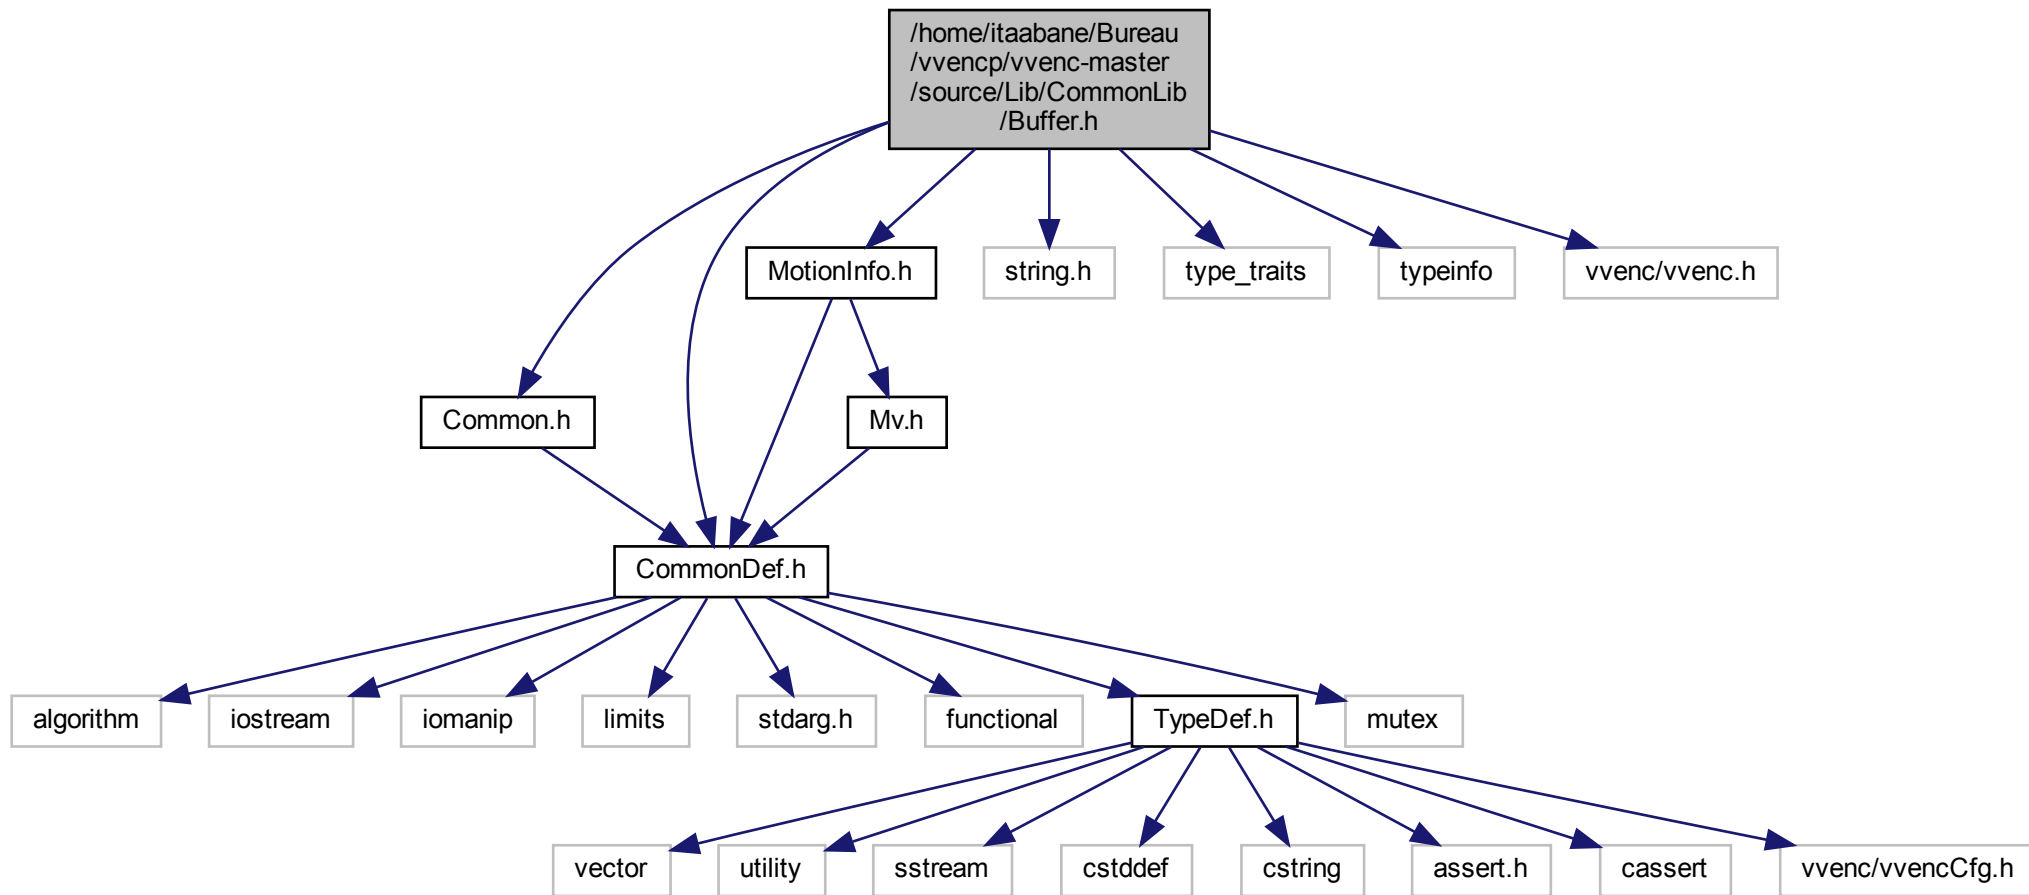 /home/itaabane/Bureau
/vvencp/vvenc-master
/source/Lib/CommonLib
/Buffer.h
MotionInfo.h
string.h
type_traits
typeinfo
vvenc/vvenc.h
Common.h
Mv.h
CommonDef.h
algorithm
iostream
iomanip
limits
stdarg.h
functional
TypeDef.h
mutex
vector
utility
sstream
cstddef
cstring
assert.h
cassert
vvenc/vvencCfg.h